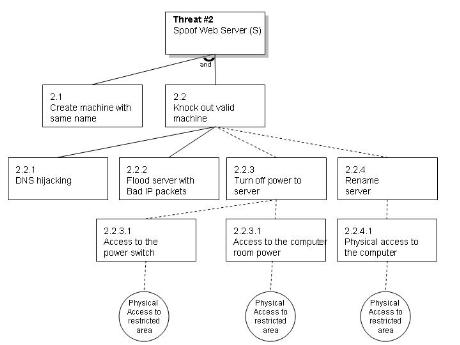 Threat #2
Spoof Web Server (S)
and
2.1
Create machine with
same name
2.2
Knock out valid
machine
2.2.1
DNS hijacking
2.2.2
Flood server with
Bad IP packets
2.2.3
Turn off power to
server
2.2.4
Rename
server
2.2.3.1
Access to the
power-switch
2.2.3.1
Access to the computer
room power
2.2.4.1
Physical access to
the computer
Physical
Access to
restricted
area
Physical
Access to
restricted
area
Physical
Access to
restricted
area